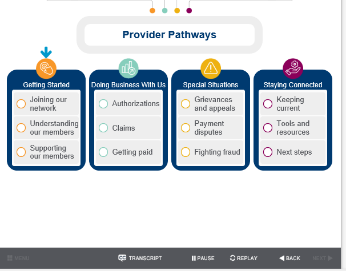 Provider Pathways
Getting Started
Joining our
network
Understanding
our members
Supporting
our members
Doing Business With Us
Authorizations
Claims
Getting paid
Special Situations
Grievances
and appeals
Payment
disputes
Fighting fraud
Staying Connected
Keeping
current
Tools and
resources
Next steps
MENU
TRANSCRIPT
PAUSE
REPLAY
BACK
NEXT